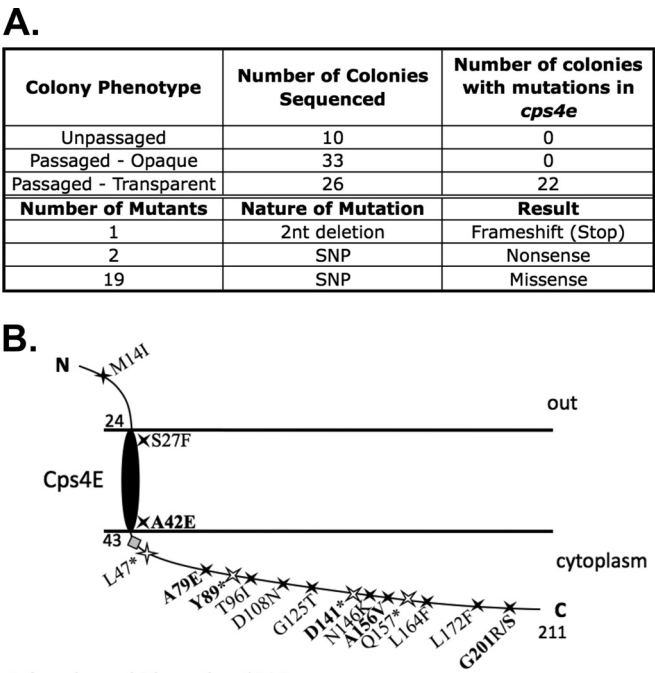 A.
Colony Phenotype | Number of Colonies Sequenced | Number of colonies with mutations in cps4e
Unpassaged | 10 | 0
Passaged - Opaque | 33 | 0
Passaged - Transparent | 26 | 22
Number of Mutants | Nature of Mutation | Result
1 | 2nt deletion | Frameshift (Stop)
2 | SNP | Nonsense
19 | SNP | Missense
B.
N
M14I
24
out
S27F
Cps4E
A42E
43
cytoplasm
L47*
A79E
Y89*
T96I
D108N
G125T
D141*
N146K
A156V
Q157*
L164F
L172F
G201R/S
C
211